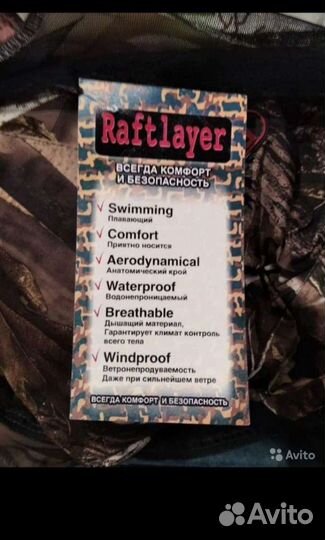 Raftlayer
ВСЕГДА КОМФОРТ
И БЕЗОПАСНОСТЬ
Swimming
Плавающий
Comfort
Приятно носится
Aerodynamical
Анатомический крой
Waterproof
Водонепроницаемый
Breathable
Дышащий материал,
Гарантирует климат контроль
всего тела
Windproof
Ветронепродуваемость
Даже при сильнейшем ветре
ВСЕГДА КОМФОРТ И БЕЗОПАСНОСТЬ
Avito
Avito